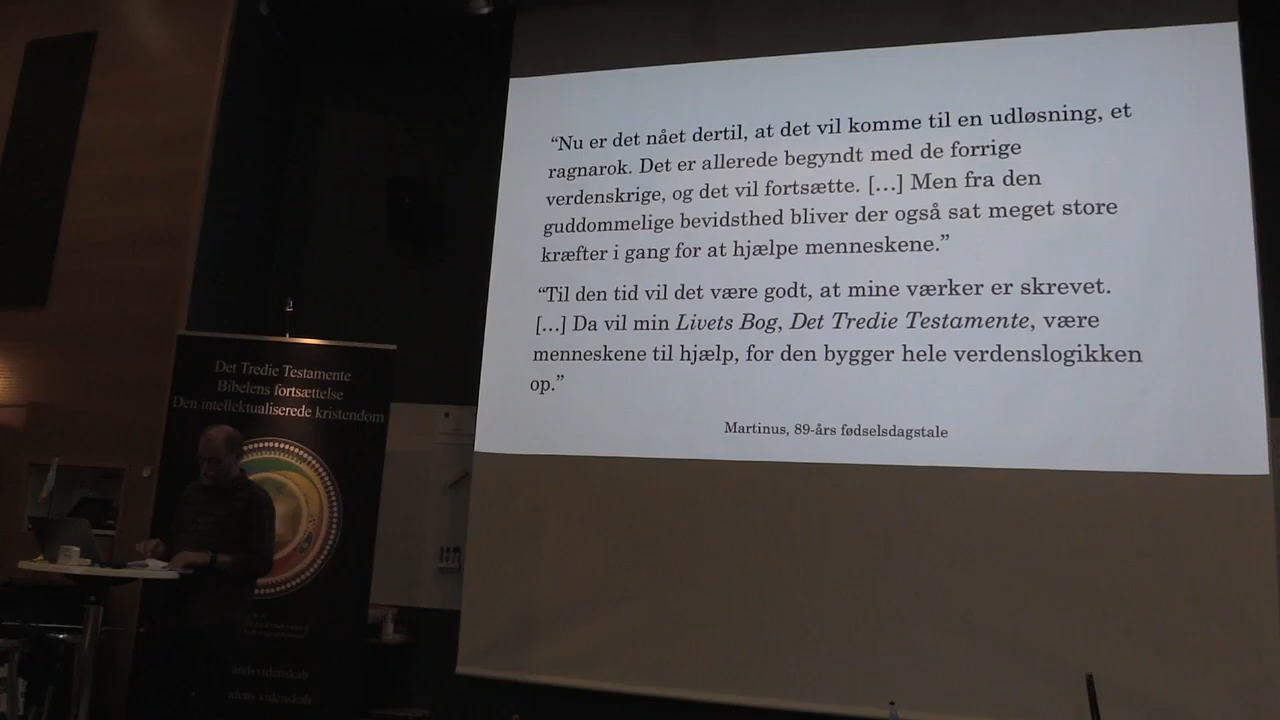 “Nu er det nået dertil, at det vil komme til en udløsning, et
ragnarok. Det er allerede begyndt med de forrige
verdenskrige, og det vil fortsætte. [...] Men fra den
guddommelige bevidsthed bliver der også sat meget store
kræfter i gang for at hjælpe menneskene.”
“Til den tid vil det være godt, at mine værker er skrevet.
[...] Da vil min Livets Bog, Det Tredie Testamente, være
menneskene til hjælp, for den bygger hele verdenslogikken
op.”
Martinus, 89-års fødselsdagstale
Det Tredie Testamente
Bibelens fortsættelse
Den intellektualiserede kristendom
åndsvidenskab